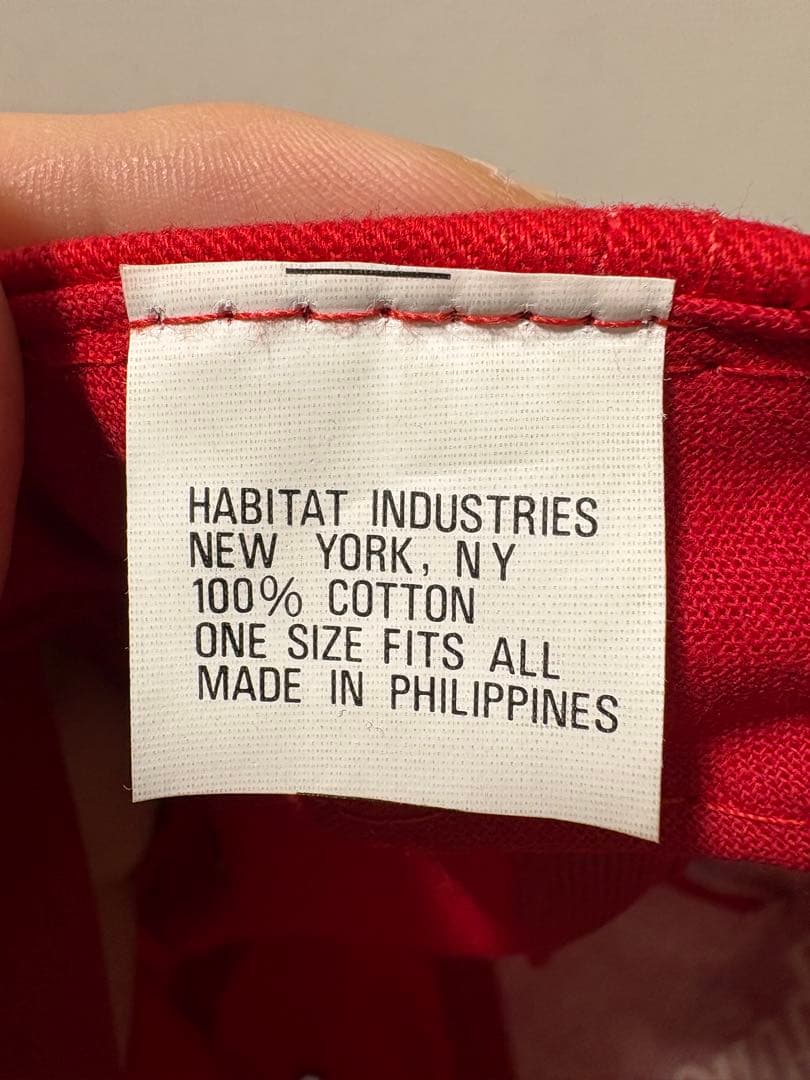 HABITAT INDUSTRIES
NEW YORK, NY
100% COTTON
ONE SIZE FITS ALL
MADE IN PHILIPPINES